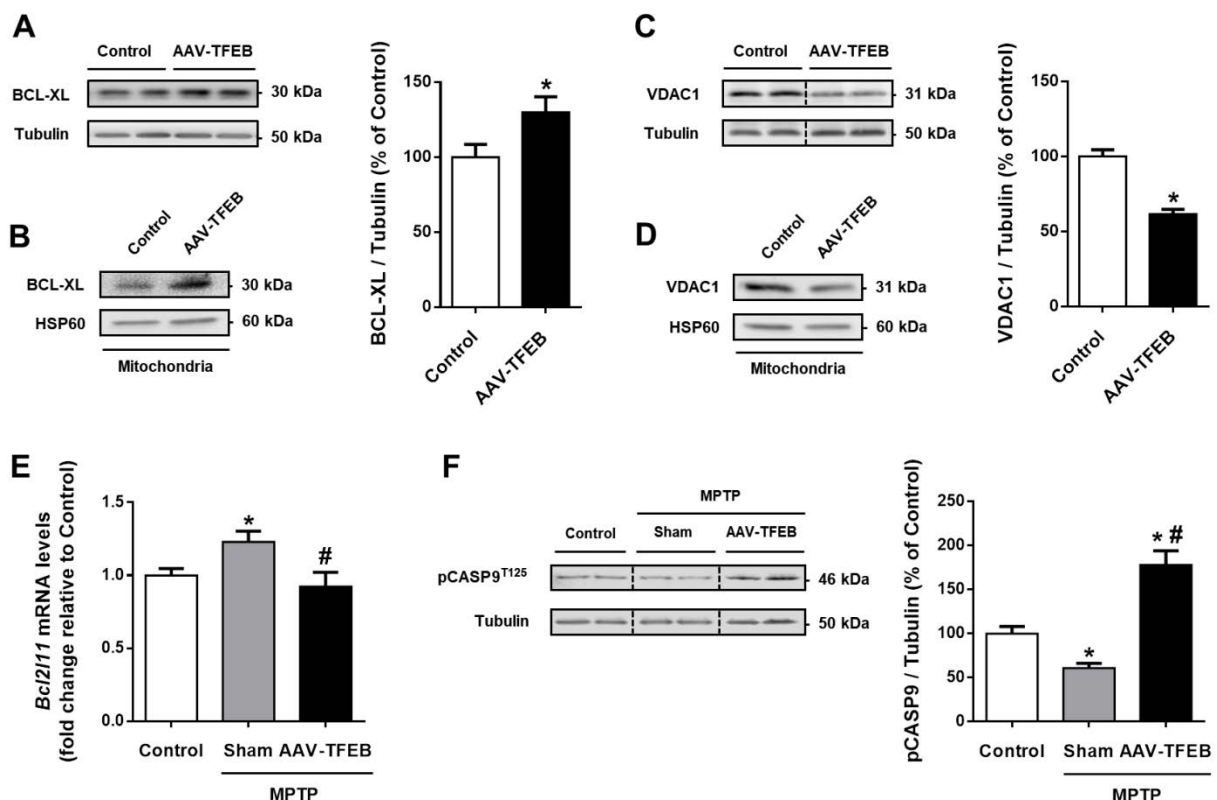 A
Control AAV-TFEB
BCL-XL
30 kDa
Tubulin
50 kDa
BCL-XL / Tubulin (% of Control)
150
100
50
0
*
Control
AAV-TFEB
B
Control
AAV-TFEB
BCL-XL
30 kDa
HSP60
60 kDa
Mitochondria
C
Control AAV-TFEB
VDAC1
31 kDa
Tubulin
50 kDa
VDAC1 / Tubulin (% of Control)
150
100
50
0
*
Control
AAV-TFEB
D
Control
AAV-TFEB
VDAC1
31 kDa
HSP60
60 kDa
Mitochondria
E
Bcl2l11 mRNA levels
(fold change relative to Control)
1.5
1.0
0.5
0.0
*
#
Control Sham AAV-TFEB
MPTP
F
MPTP
Control Sham AAV-TFEB
pCASP9T125
46 kDa
Tubulin
50 kDa
pCASP9 / Tubulin (% of Control)
250
200
150
100
50
0
*
* #
Control Sham AAV-TFEB
MPTP